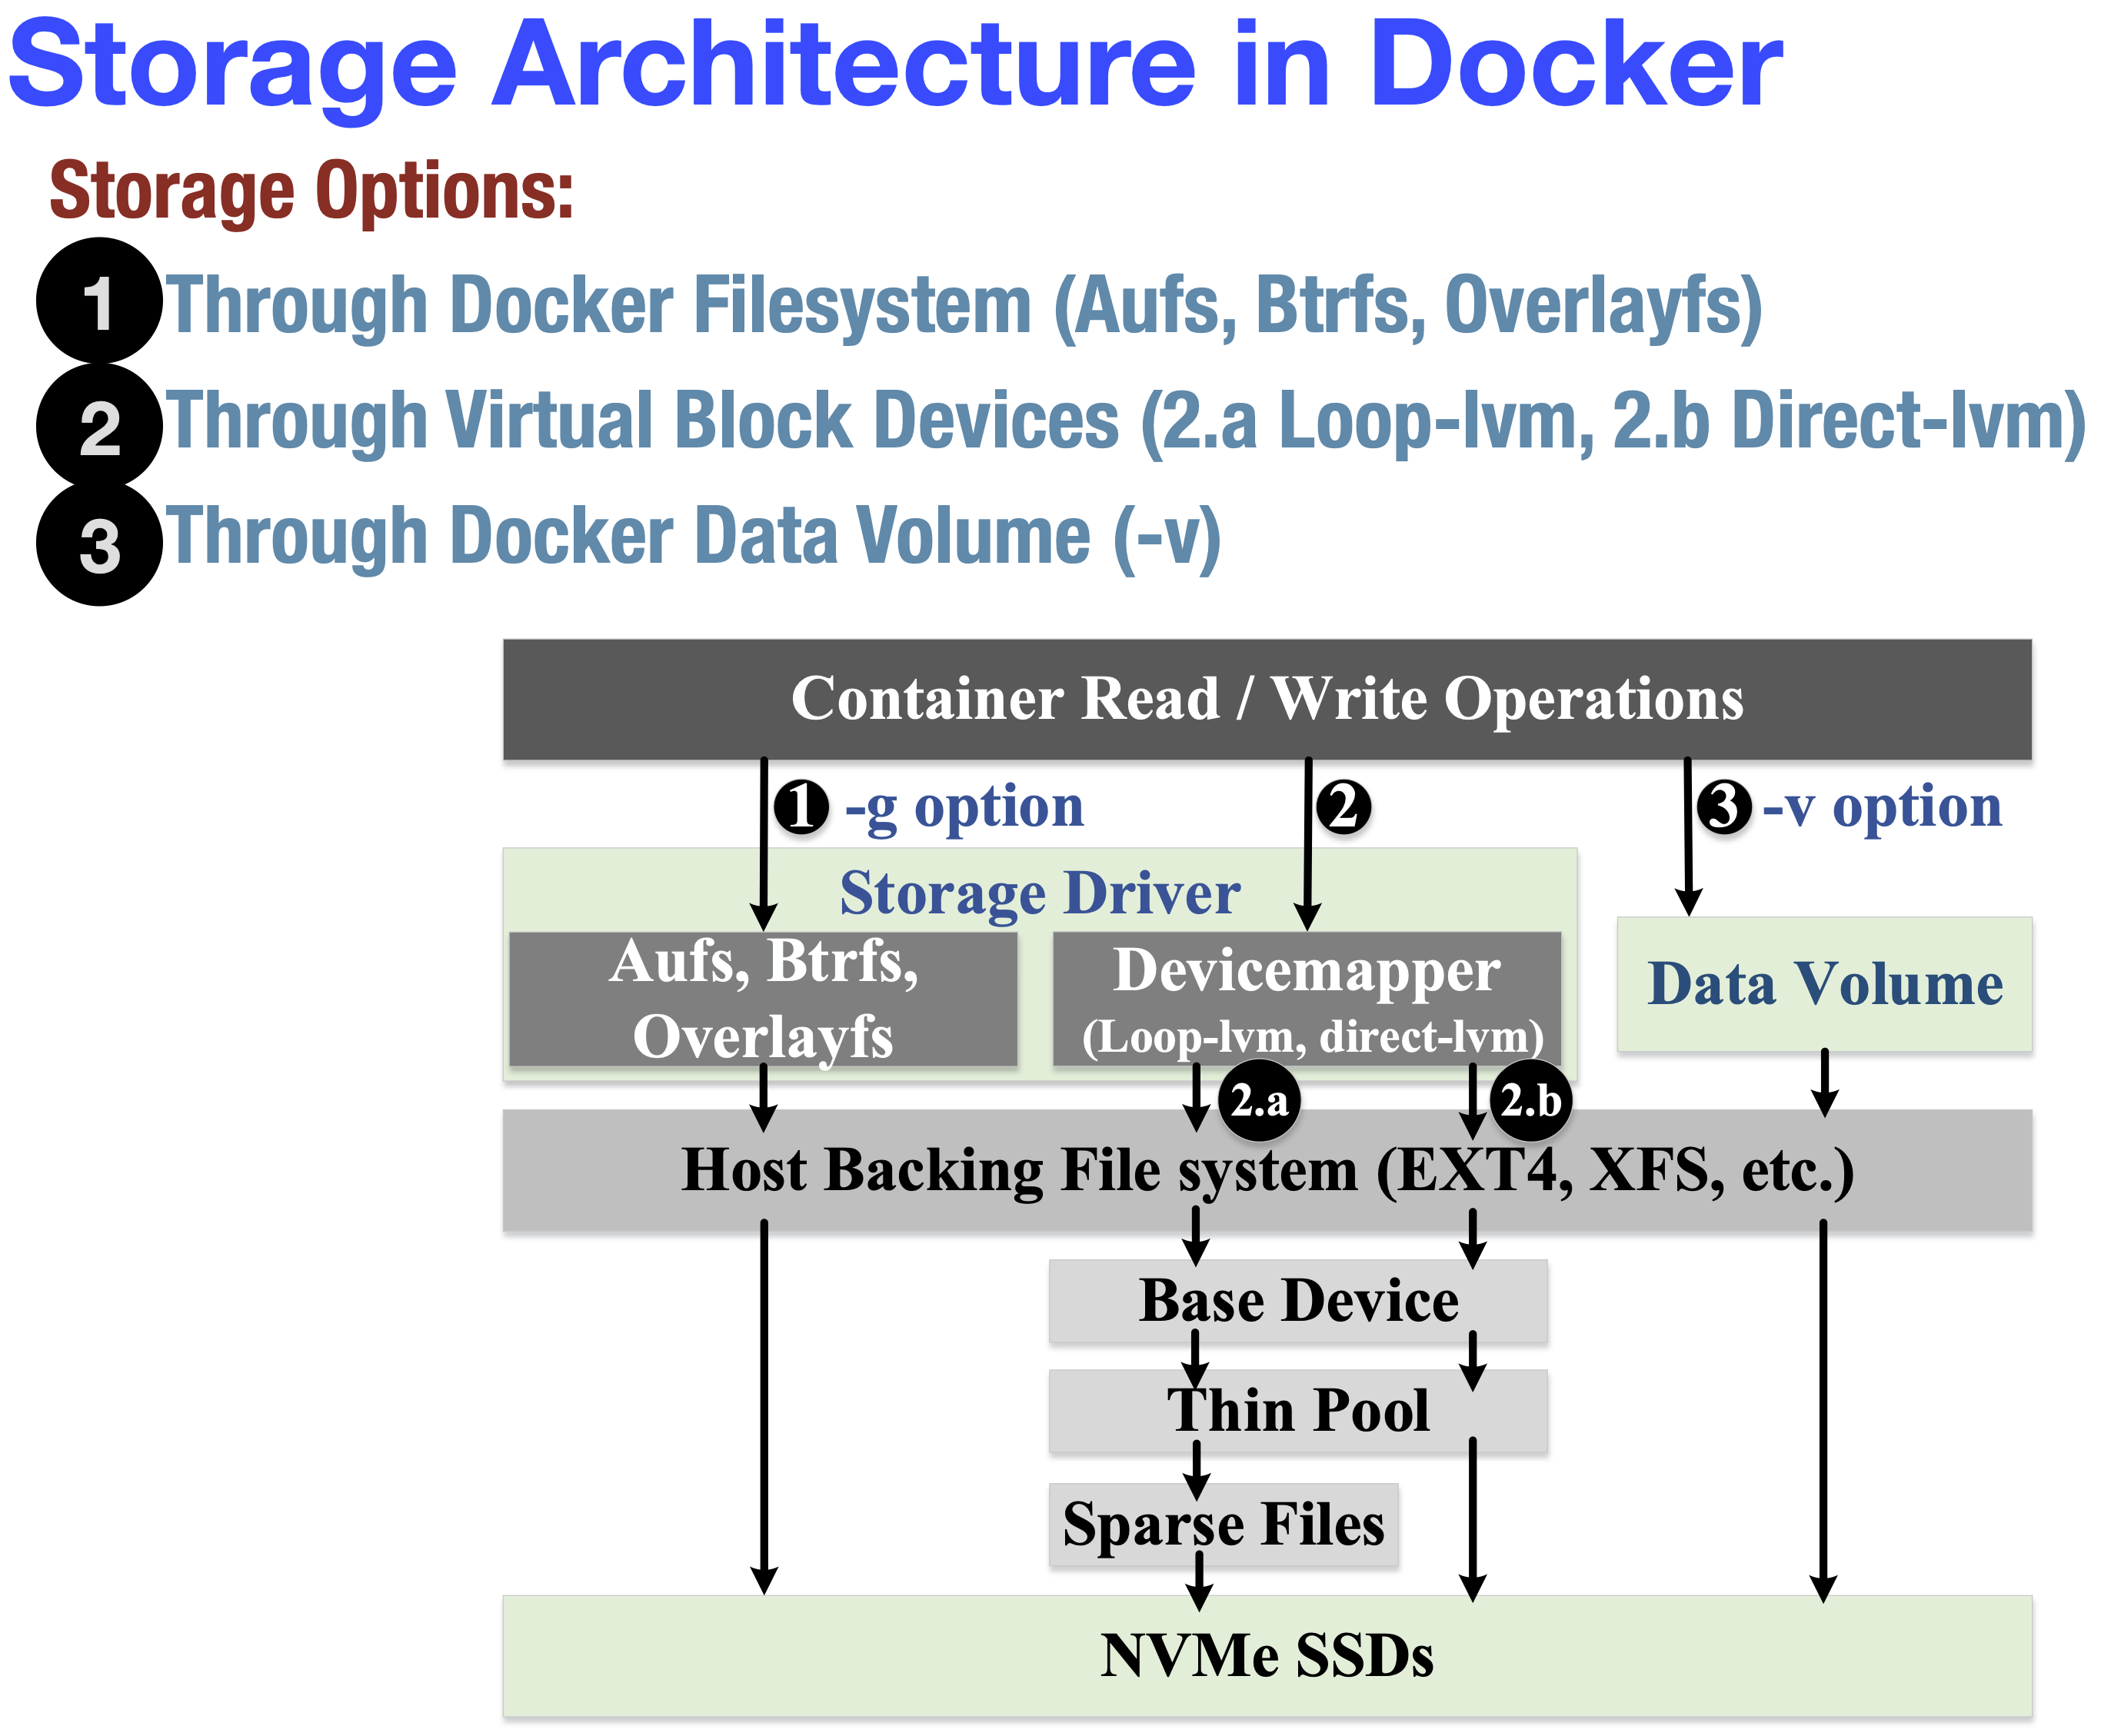 Storage Architecture in Docker
Storage Options:
1 Through Docker Filesystem (Aufs, Btrfs, Overlayfs)
2 Through Virtual Block Devices (2.a Loop-lvm, 2.b Direct-lvm)
3 Through Docker Data Volume (-v)
Container Read / Write Operations
1 -g option
2
3 -v option
Storage Driver
Aufs, Btrfs,
Overlayfs
Devicemapper
(Loop-lvm, direct-lvm)
Data Volume
2.a
2.b
Host Backing File system (EXT4, XFS, etc.)
Base Device
Thin Pool
Sparse Files
NVMe SSDs